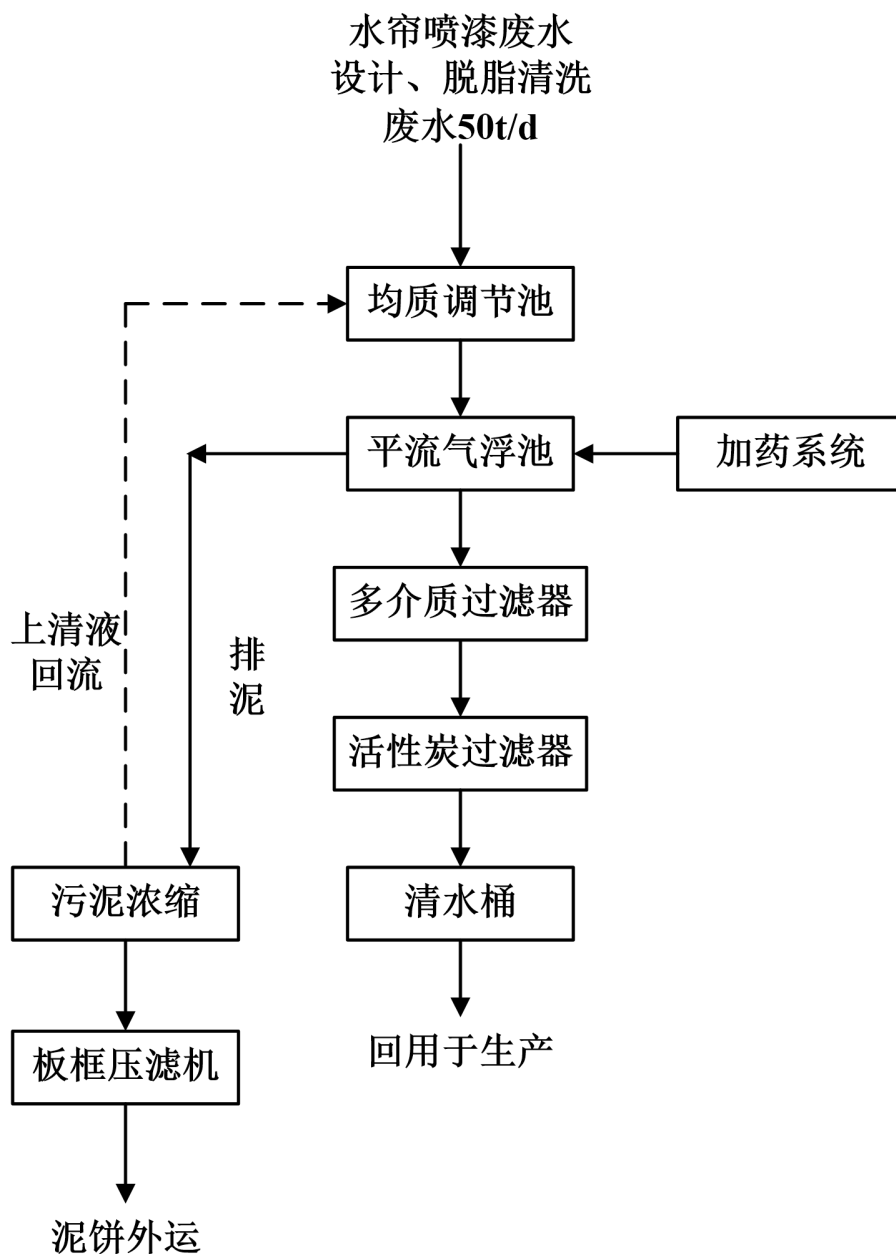 水帘喷漆废水
设计、脱脂清洗
废水50t/d
均质调节池
平流气浮池
加药系统
多介质过滤器
上清液
回流
排
泥
活性炭过滤器
污泥浓缩
清水桶
板框压滤机
回用于生产
泥饼外运